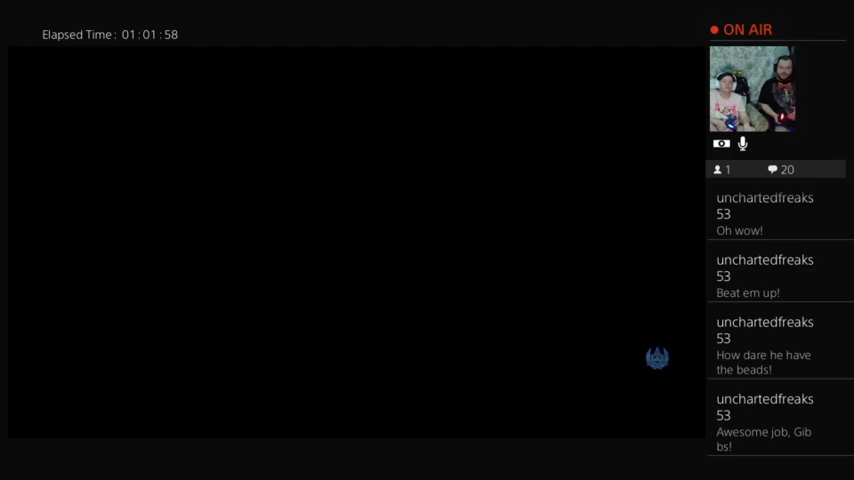 Elapsed Time: 01:01:58
ON AIR
1
20
unchartedfreaks
53
Oh wow!
unchartedfreaks
53
Beat em up!
unchartedfreaks
53
How dare he have
the beads!
unchartedfreaks
53
Awesome job, Gib
bs!